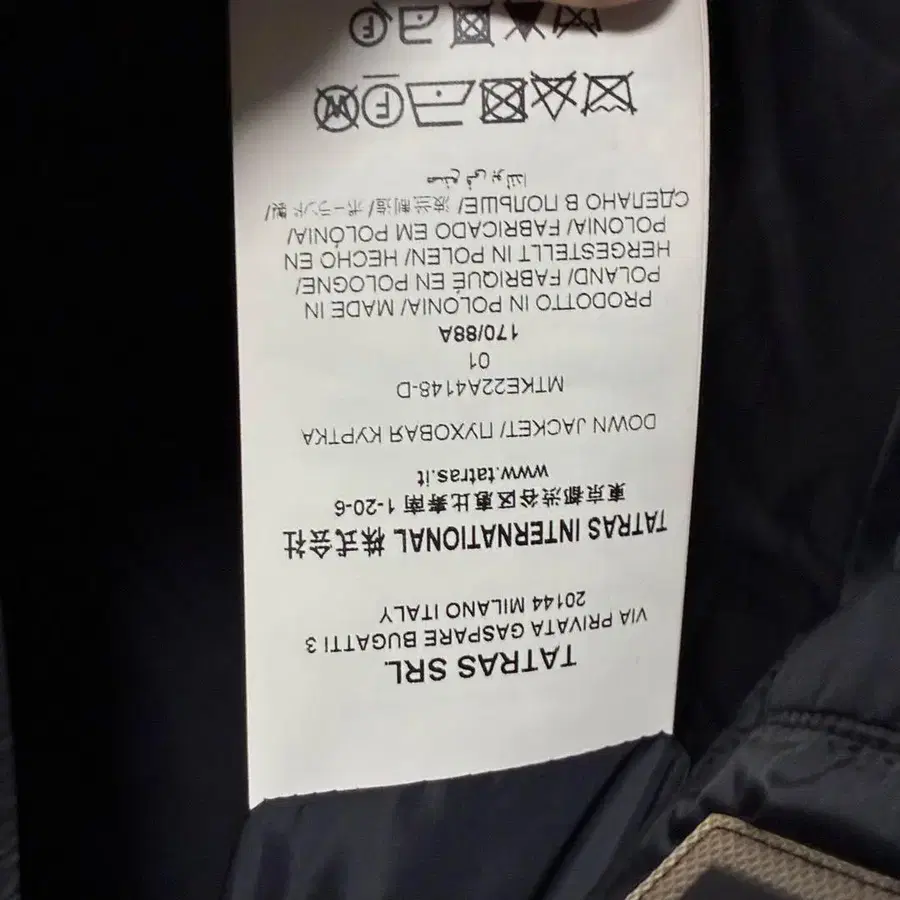 TATRAS SRL.
VIA PRIVATA GASPARE BUGATTI 3
20144 MILANO ITALY
TATRAS INTERNATIONAL 株式会社
東京都渋谷区恵比寿南 1-20-6
www.tatras.it
DOWN JACKET/ ПУХОВАЯ КУРТКА
MTKE22A4148-D
01
170/88A
PRODOTTO IN POLONIA/ MADE IN
POLAND/ FABRIQUÉ EN POLOGNE/
HERGESTELLT IN POLEN/ HECHO EN
POLONIA/ FABRICADO EM POLÓNIA/
СДЕЛАНО В ПОЛЬШЕ/ 波兰制造/ ポーランド製/
صنع في بولندا
F W
F